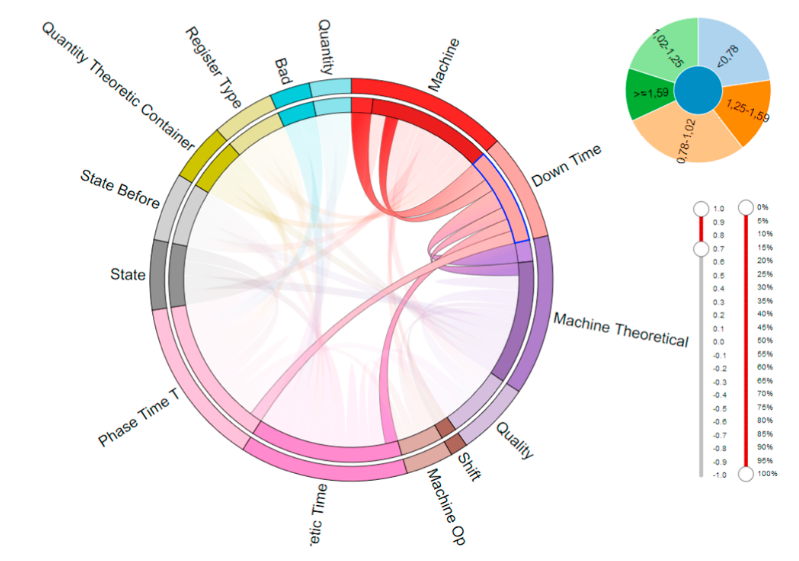 Quantity
Machine
Bad
Register Type
Quantity Theoretic Container
State Before
State
Phase Time T
etic Time
Machine Op
Shift
Quality
Machine Theoretical
Down Time
1,02-1,25
<0,78
>=1,59
1,25-1,59
0,78-1,02
1.0 0%
0.9 5%
0.8 10%
0.7 15%
0.6 20%
0.5 25%
0.4 30%
0.3 35%
0.2 40%
0.1 45%
0.0 50%
-0.1 55%
-0.2 60%
-0.3 65%
-0.4 70%
-0.5 75%
-0.6 80%
-0.7 85%
-0.8 90%
-0.9 95%
-1.0 100%